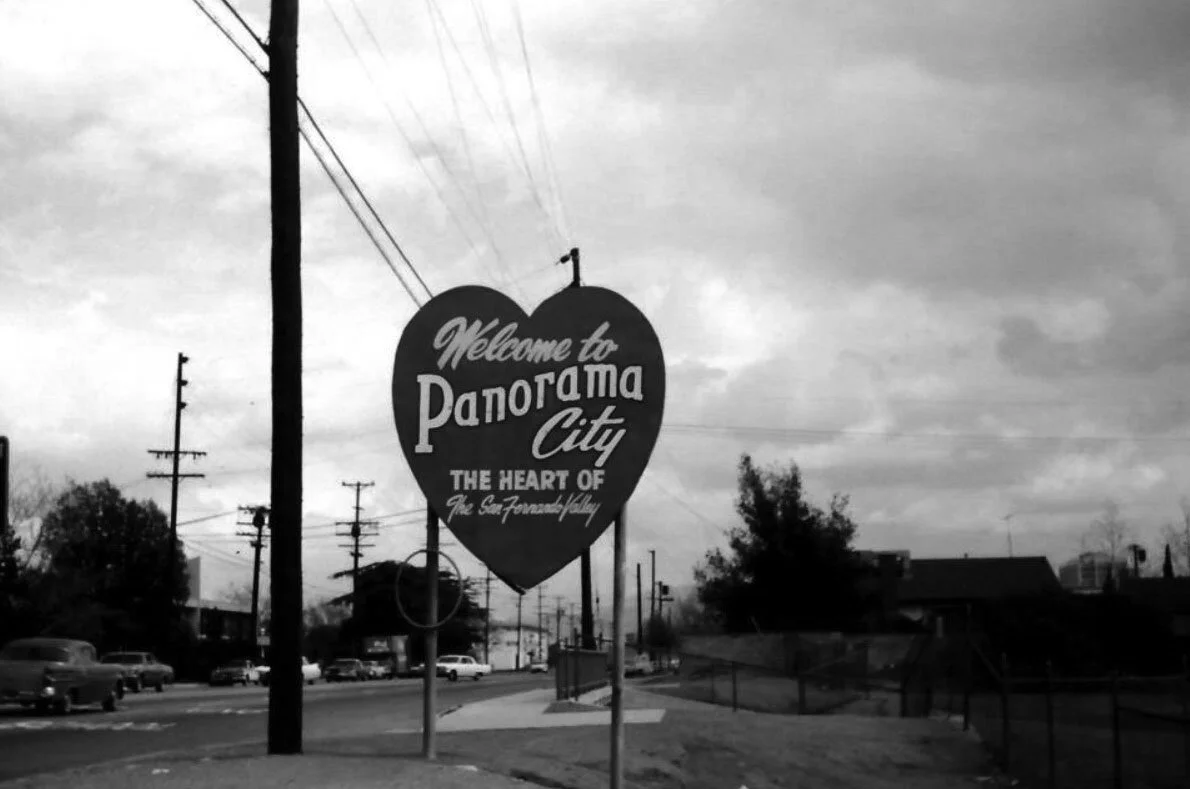 Welcome to
Panorama
City
THE HEART OF
The San Fernando Valley